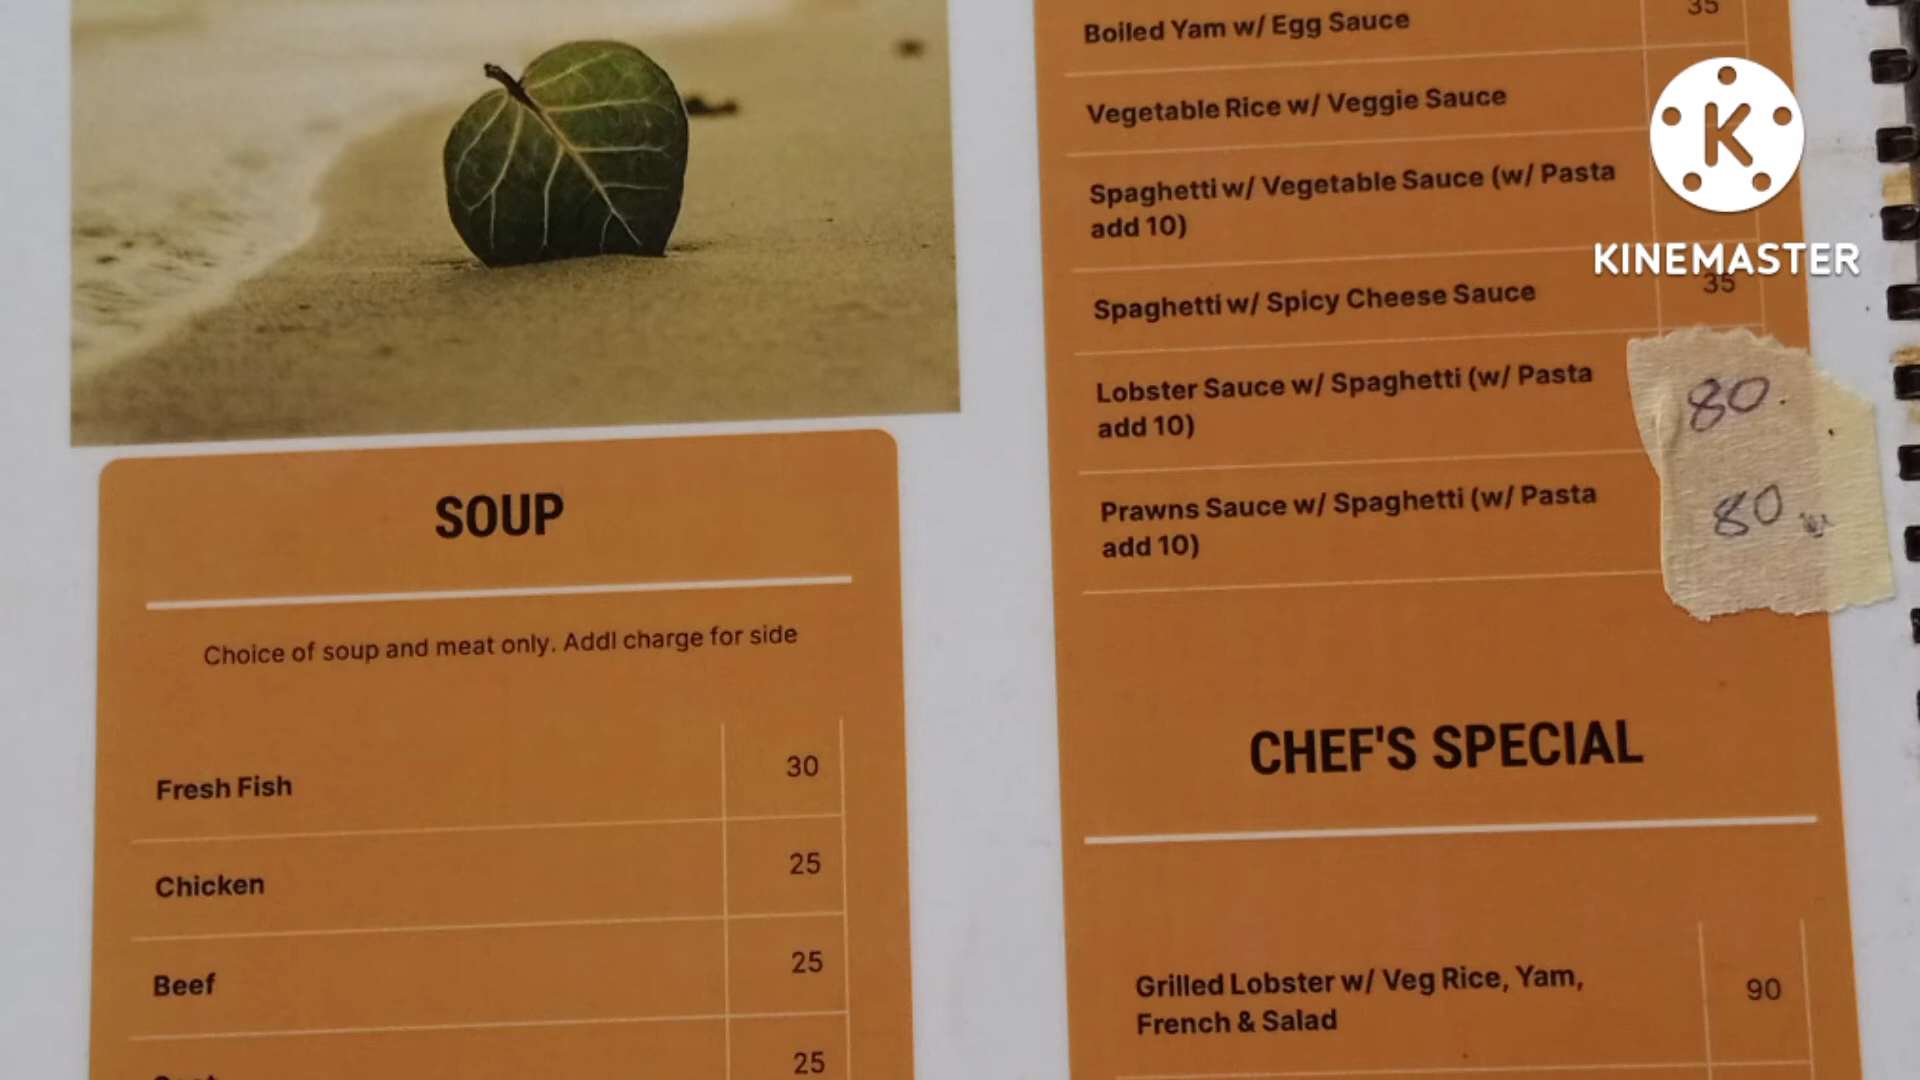 SOUP
Choice of soup and meat only. Addl charge for side
Fresh Fish 30
Chicken 25
Beef 25
25
Boiled Yam w/ Egg Sauce 35
Vegetable Rice w/ Veggie Sauce
Spaghetti w/ Vegetable Sauce (w/ Pasta
add 10)
Spaghetti w/ Spicy Cheese Sauce 35
Lobster Sauce w/ Spaghetti (w/ Pasta
add 10) 80.
Prawns Sauce w/ Spaghetti (w/ Pasta
add 10) 80
CHEF'S SPECIAL
Grilled Lobster w/ Veg Rice, Yam,
French & Salad 90
K
KINEMASTER